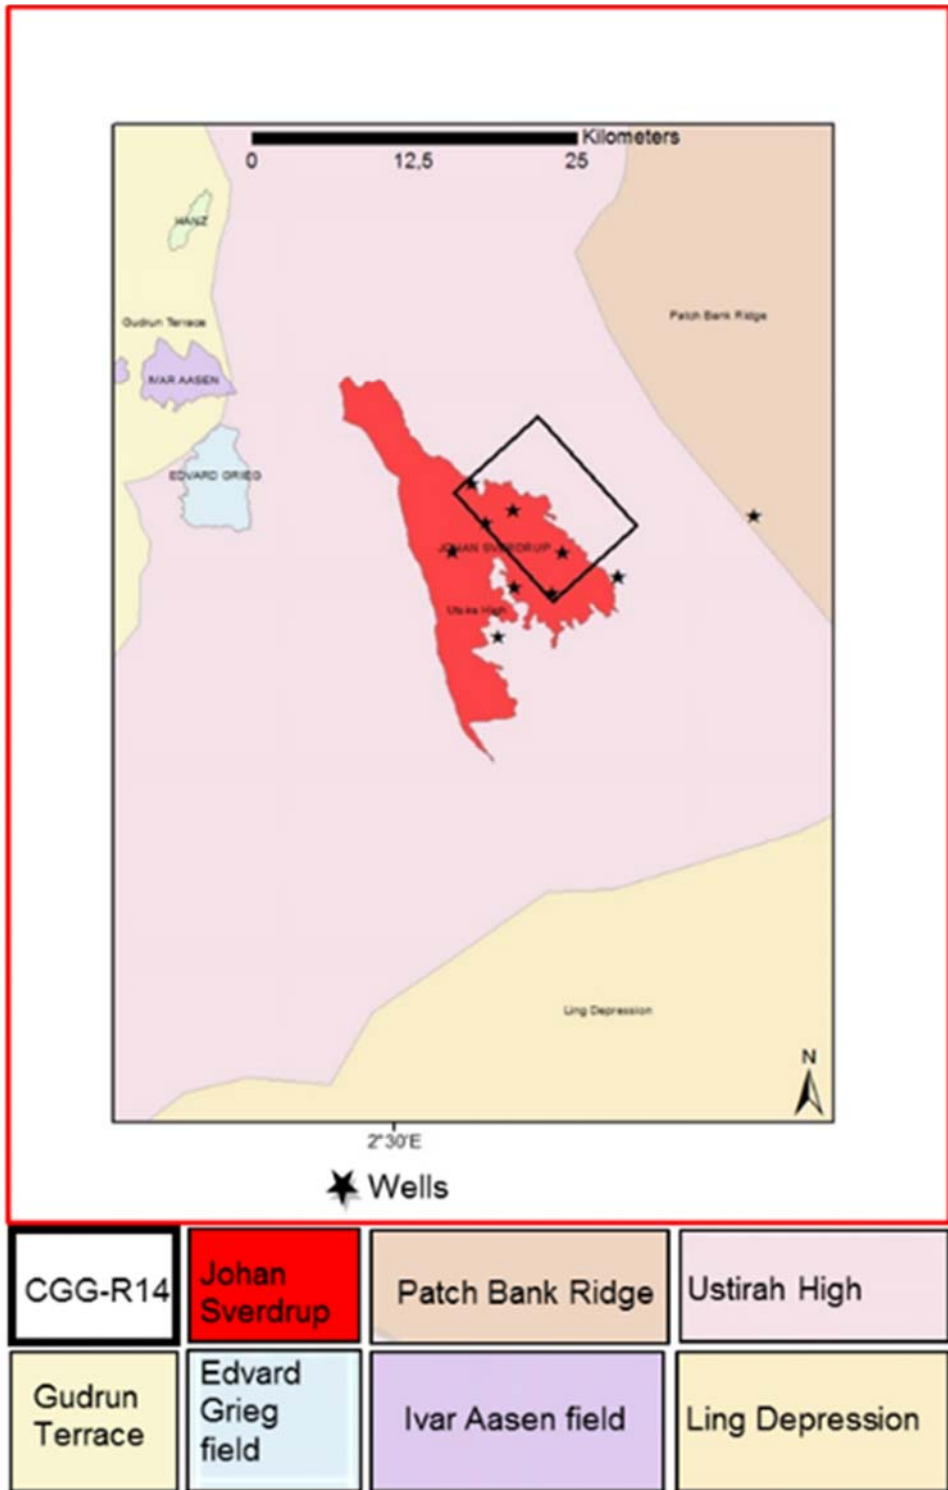 Kilometers
0 12,5 25
HANZ
Gudrun Terrace
Patch Bank Ridge
IVAR AASEN
EDVARD GRIEG
JOHAN SVERDRUP
Utsira High
Ling Depression
N
2°30'E
Wells
CGG-R14
Johan
Sverdrup
Patch Bank Ridge
Ustirah High
Gudrun
Terrace
Edvard
Grieg
field
Ivar Aasen field
Ling Depression